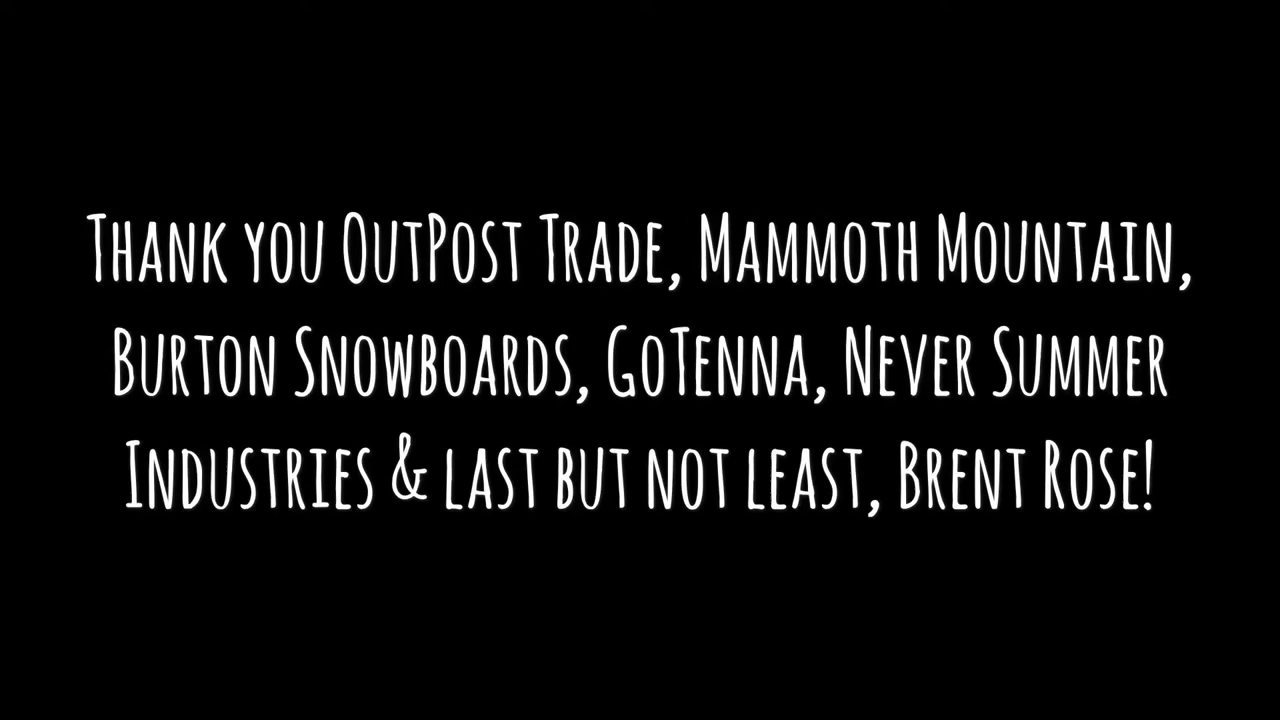 Thank you OutPost Trade, Mammoth Mountain,
Burton Snowboards, GoTenna, Never Summer
Industries & last but not least, Brent Rose!